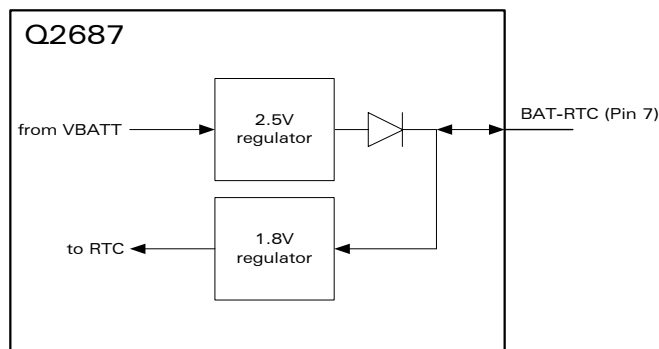 Q2687
2.5V
regulator
from VBATT
BAT-RTC (Pin 7)
1.8V
regulator
to RTC